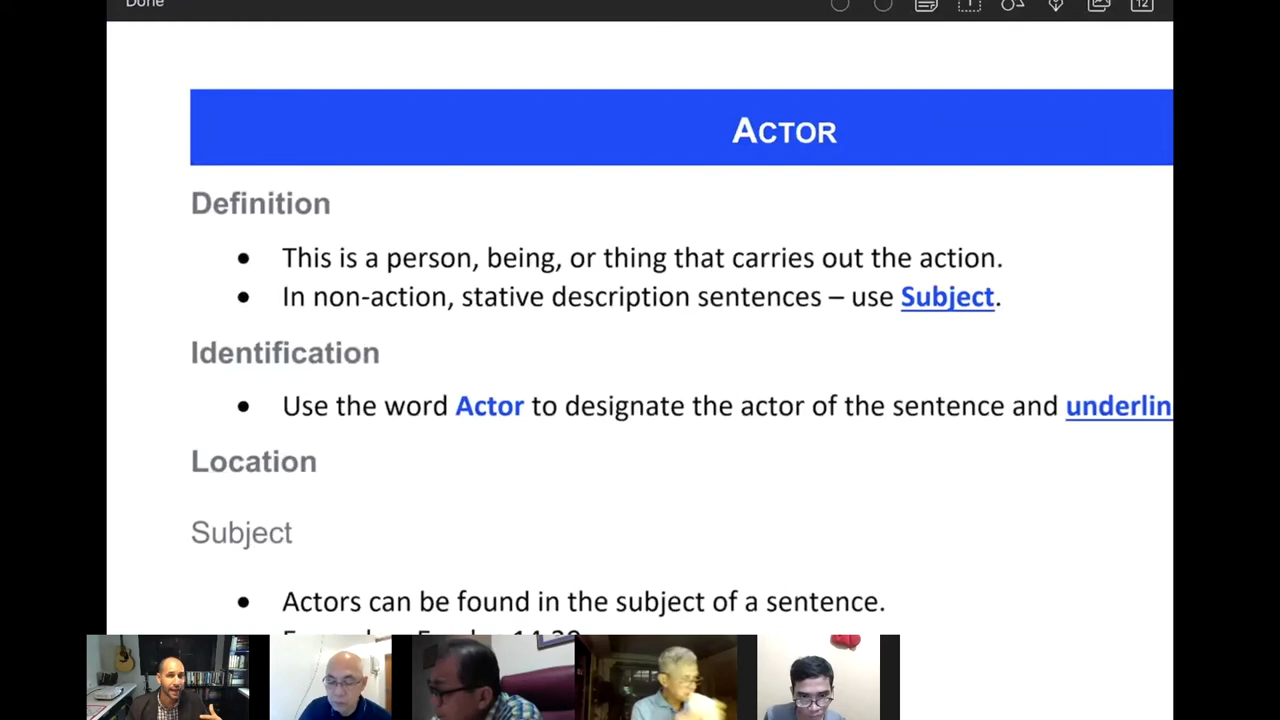 Done
12
ACTOR
Definition
• This is a person, being, or thing that carries out the action.
• In non-action, stative description sentences – use Subject.
Identification
• Use the word Actor to designate the actor of the sentence and underlin
Location
Subject
• Actors can be found in the subject of a sentence.